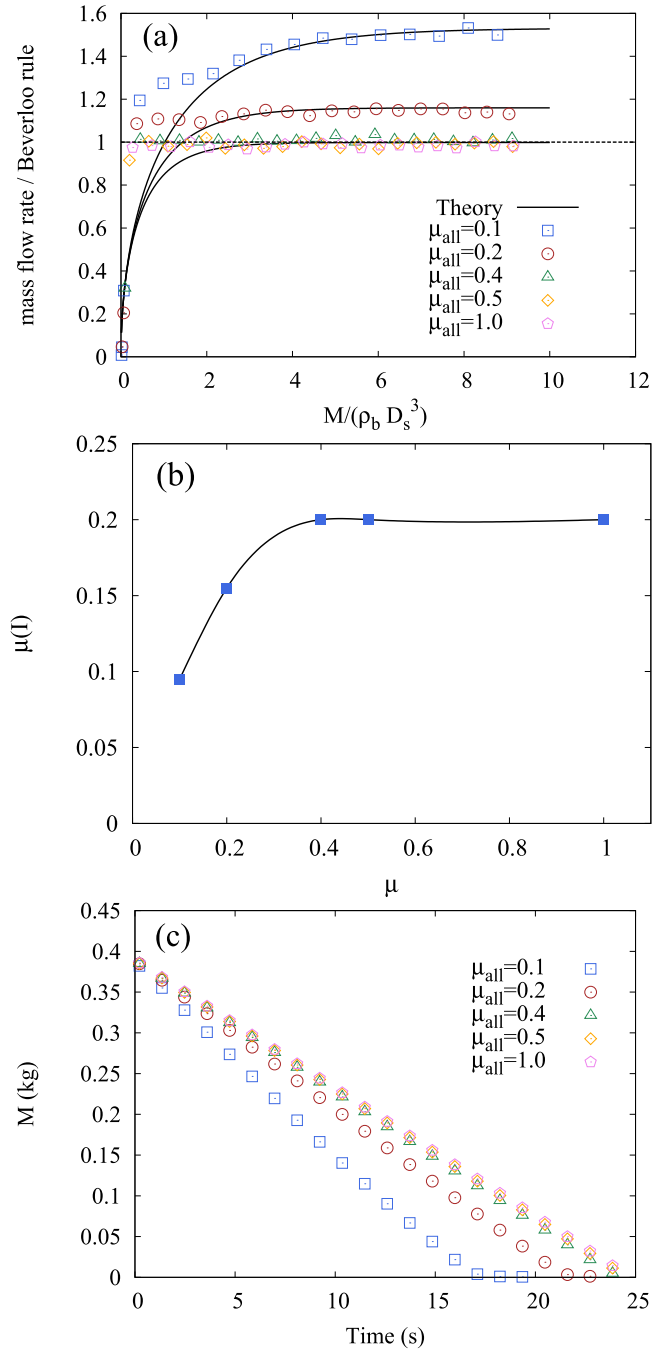 (a)
mass flow rate / Beverloo rule
1.6
1.4
1.2
1
0.8
0.6
0.4
0.2
0
Theory
μall=0.1
μall=0.2
μall=0.4
μall=0.5
μall=1.0
0 2 4 6 8 10 12
M/(ρb Ds³)
(b)
μ(I)
0.25
0.2
0.15
0.1
0.05
0
0 0.2 0.4 0.6 0.8 1
μ
(c)
M (kg)
0.45
0.4
0.35
0.3
0.25
0.2
0.15
0.1
0.05
0
μall=0.1
μall=0.2
μall=0.4
μall=0.5
μall=1.0
0 5 10 15 20 25
Time (s)